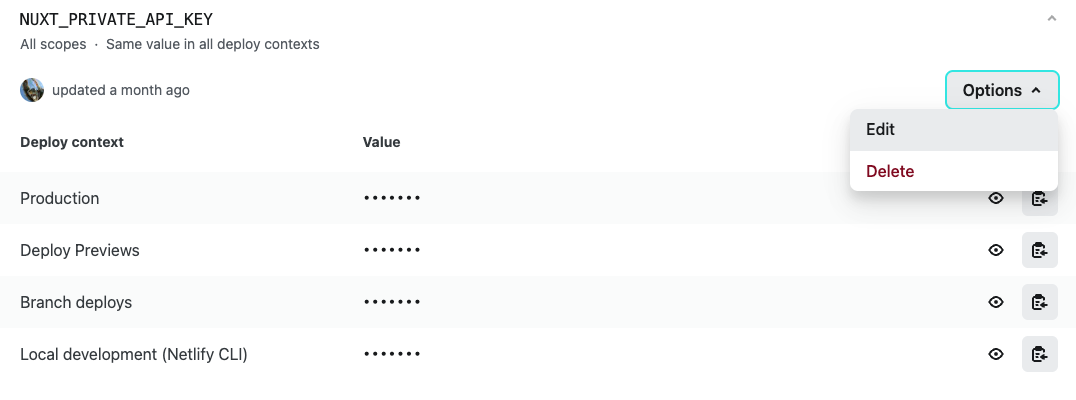 NUXT_PRIVATE_API_KEY
All scopes · Same value in all deploy contexts
updated a month ago
Options
Edit
Delete
Deploy context Value
Production •••••••
Deploy Previews •••••••
Branch deploys •••••••
Local development (Netlify CLI) •••••••